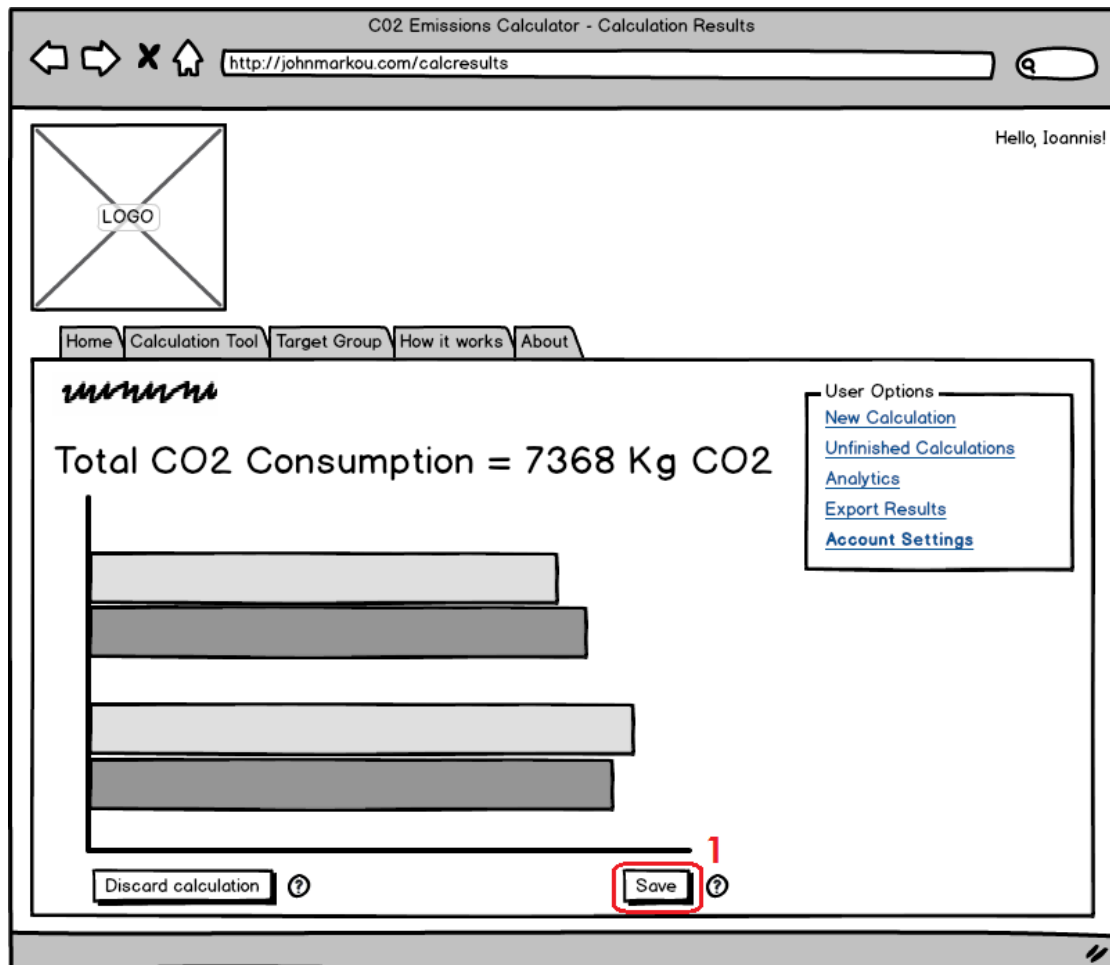 C02 Emissions Calculator - Calculation Results
http://johnmarkou.com/calcresults
Hello, Ioannis!
LOGO
Home Calculation Tool Target Group How it works About
User Options
New Calculation
Total CO2 Consumption = 7368 Kg CO2
Unfinished Calculations
Analytics
Export Results
Account Settings
1
Discard calculation ? Save ?